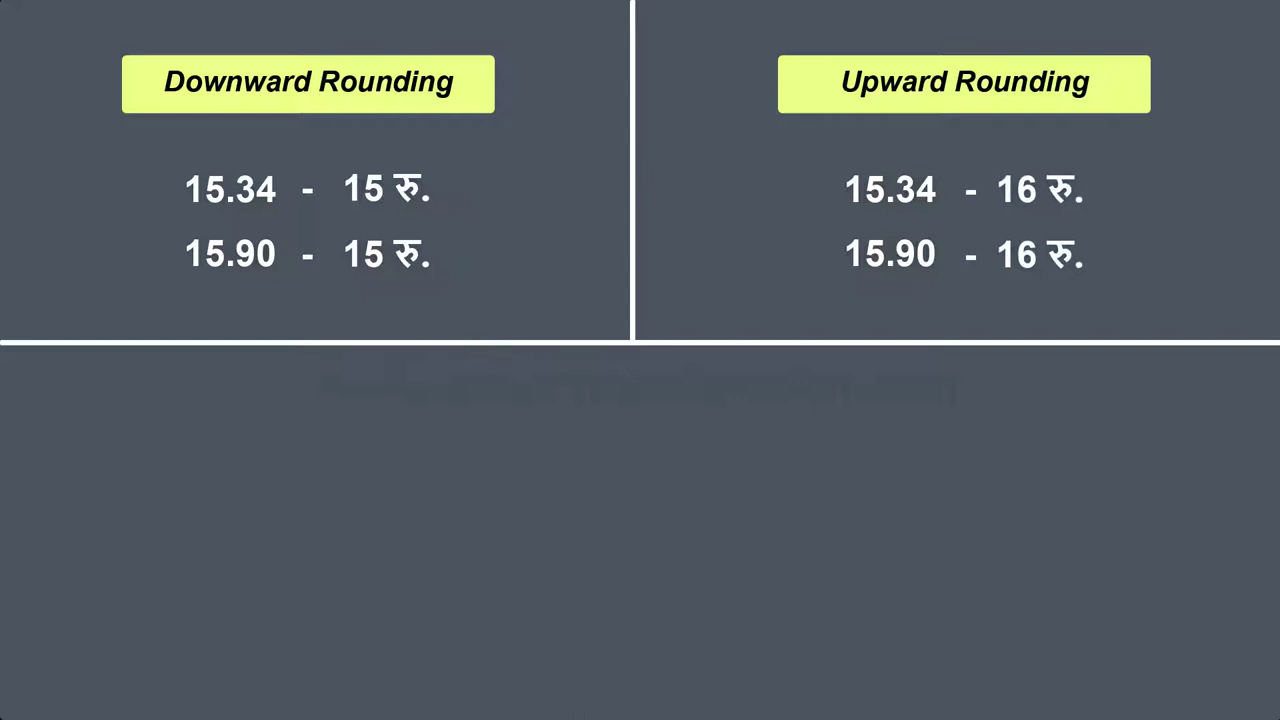 Downward Rounding
15.34 - 15 रु.
15.90 - 15 रु.
Upward Rounding
15.34 - 16 रु.
15.90 - 16 रु.